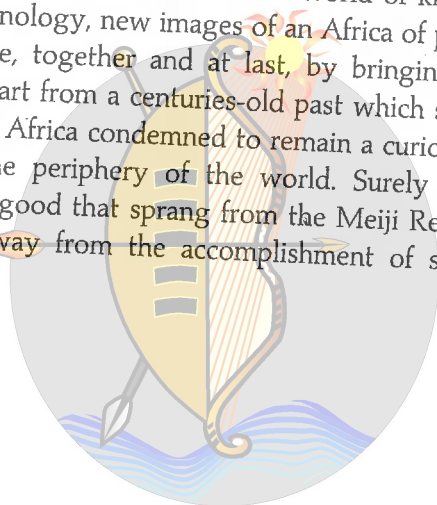 nology, new images of an Africa of p
e, together and at last, by bringin
art from a centuries-old past which s
Africa condemned to remain a curio
e periphery of the world. Surely
good that sprang from the Meiji Re
way from the accomplishment of s